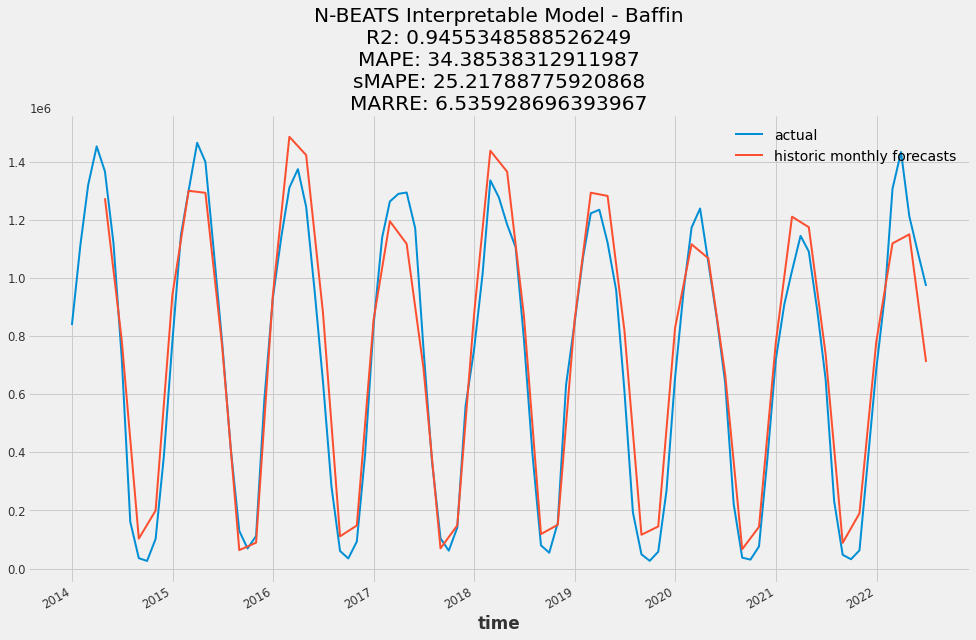 N-BEATS Interpretable Model - Baffin
R2: 0.9455348588526249
MAPE: 34.38538312911987
sMAPE: 25.21788775920868
MARRE: 6.535928696393967
1e6
actual
historic monthly forecasts
1.4
1.2
1.0
0.8
0.6
0.4
0.2
0.0
2014
2015
2016
2017
2018
2019
2020
2021
2022
time